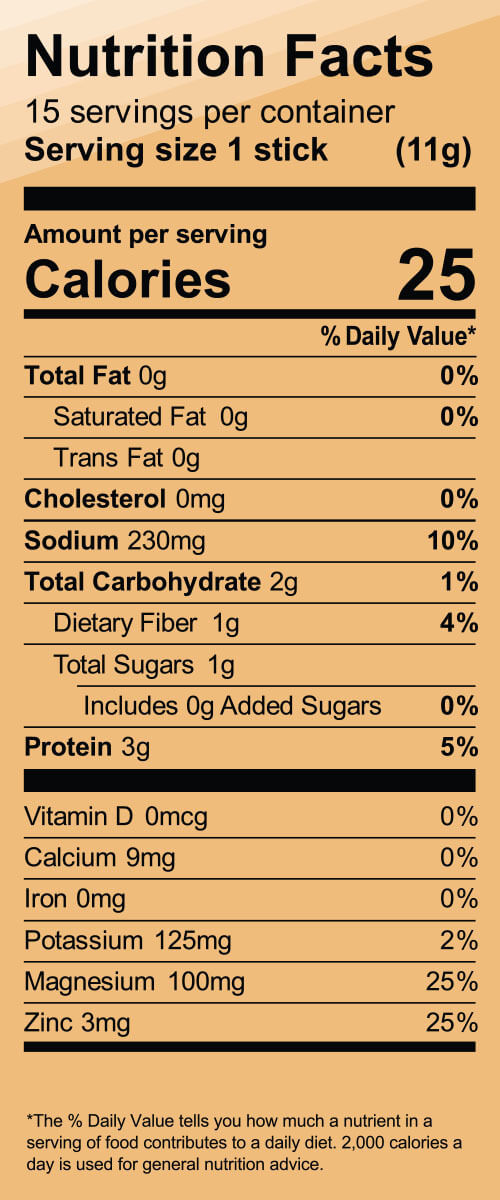 Nutrition Facts
15 servings per container
Serving size 1 stick (11g)
Amount per serving
Calories 25
% Daily Value*
Total Fat 0g 0%
Saturated Fat 0g 0%
Trans Fat 0g
Cholesterol 0mg 0%
Sodium 230mg 10%
Total Carbohydrate 2g 1%
Dietary Fiber 1g 4%
Total Sugars 1g
Includes 0g Added Sugars 0%
Protein 3g 5%
Vitamin D 0mcg 0%
Calcium 9mg 0%
Iron 0mg 0%
Potassium 125mg 2%
Magnesium 100mg 25%
Zinc 3mg 25%
*The % Daily Value tells you how much a nutrient in a
serving of food contributes to a daily diet. 2,000 calories a
day is used for general nutrition advice.